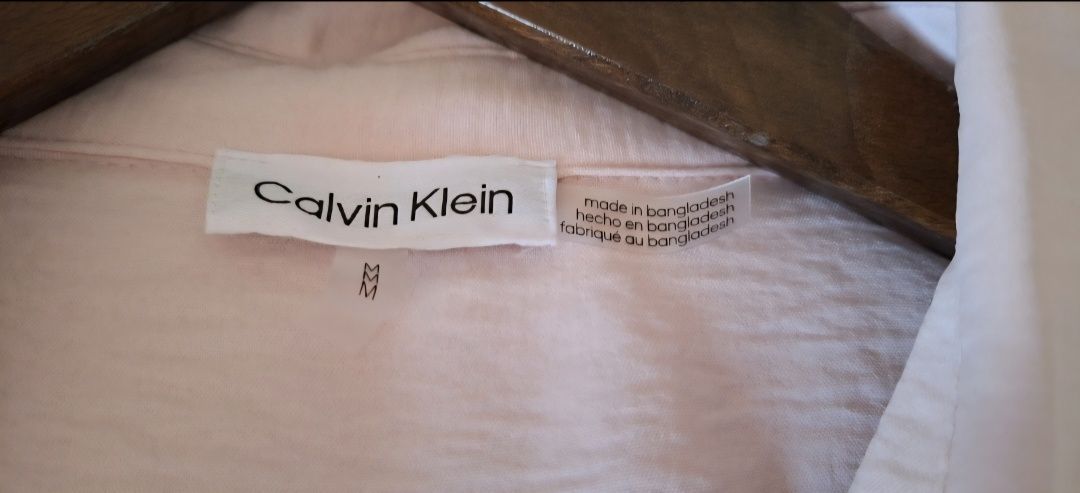 Calvin Klein
made in bangladesh
hecho en bangladesh
fabriqué au bangladesh
M
M
M